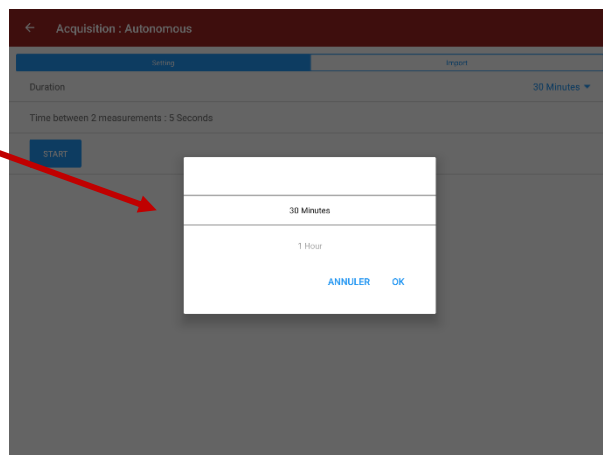 Acquisition : Autonomous
Setting Import
Duration 30 Minutes
Time between 2 measurements : 5 Seconds
START
30 Minutes
1 Hour
ANNULER OK